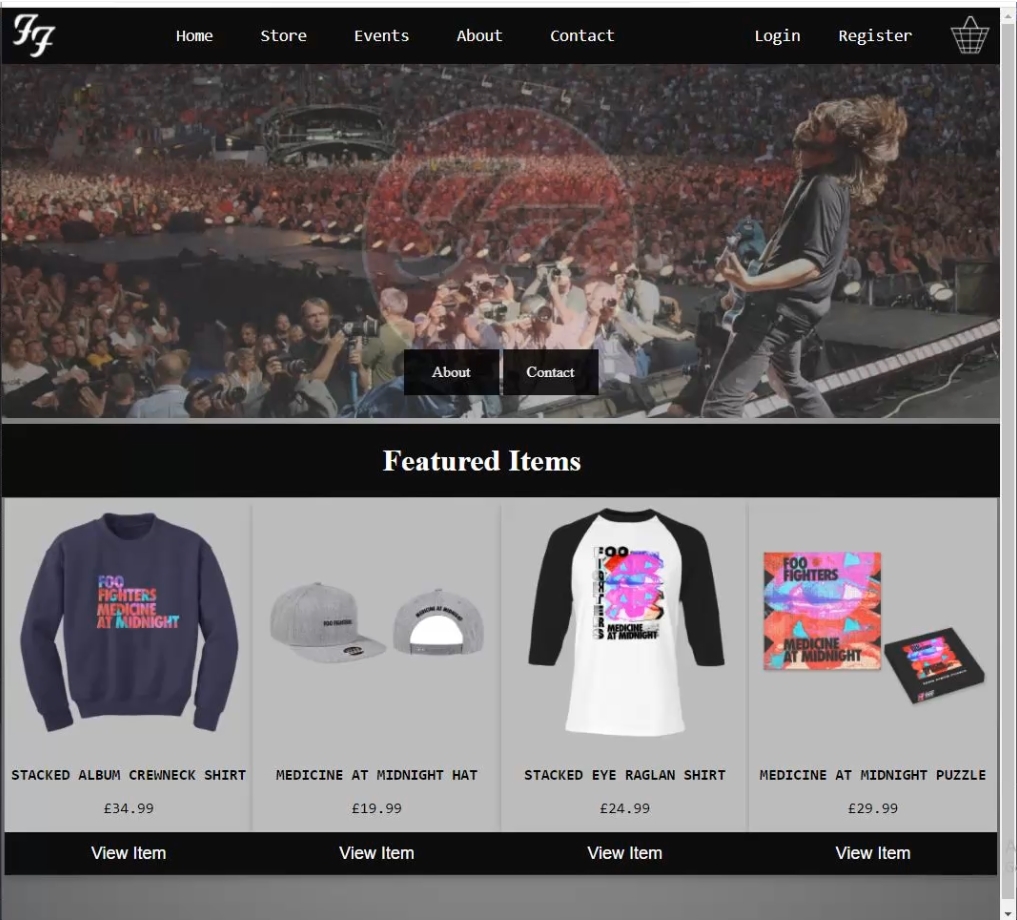 FF
Home Store Events About Contact Login Register
About Contact
Featured Items
FOO
FIGHTERS
MEDICINE
AT MIDNIGHT
FOO FIGHTERS
MEDICINE AT MIDNIGHT
FOO
FIGHTERS
MEDICINE
AT MIDNIGHT
FOO
FIGHTERS
MEDICINE
AT MIDNIGHT
STACKED ALBUM CREWNECK SHIRT
£34.99
View Item
MEDICINE AT MIDNIGHT HAT
£19.99
View Item
STACKED EYE RAGLAN SHIRT
£24.99
View Item
MEDICINE AT MIDNIGHT PUZZLE
£29.99
View Item